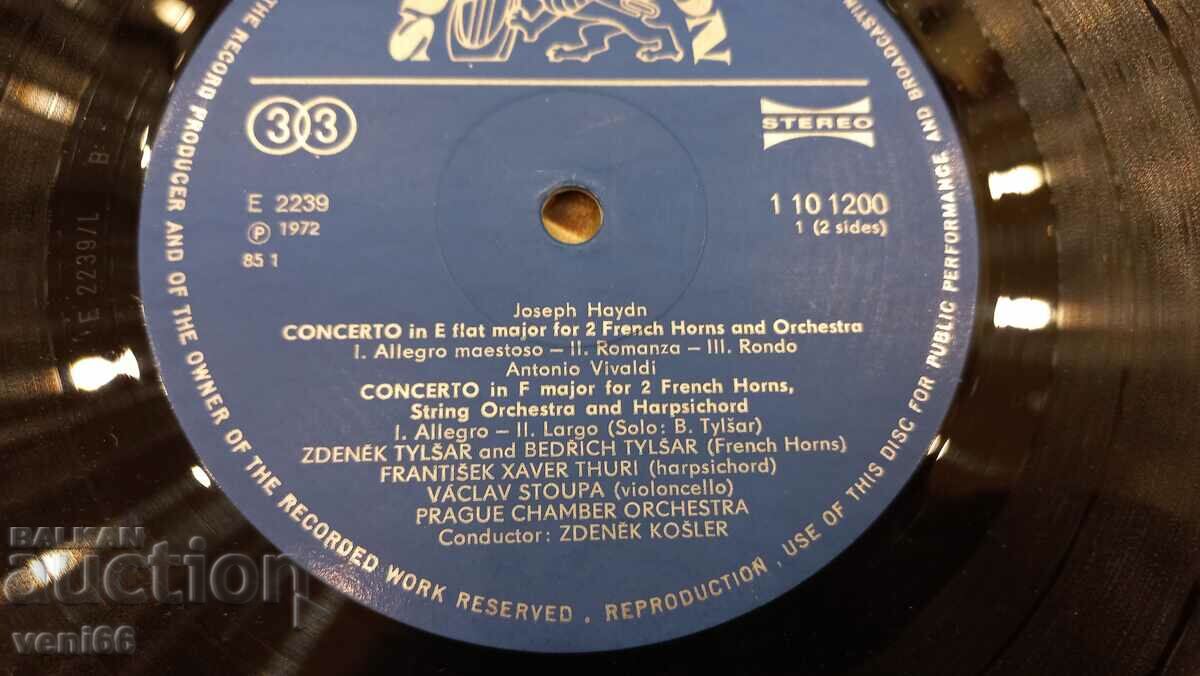 33
STEREO
E 2239
1 10 1200
Ⓟ 1972
1 (2 sides)
85 1
Joseph Haydn
CONCERTO in E flat major for 2 French Horns and Orchestra
I. Allegro maestoso – II. Romanza – III. Rondo
Antonio Vivaldi
CONCERTO in F major for 2 French Horns,
String Orchestra and Harpsichord
I. Allegro – II. Largo (Solo: B. Tylšar)
ZDENĚK TYLŠAR and BEDŘICH TYLŠAR (French Horns)
FRANTIŠEK XAVER THURI (harpsichord)
VÁCLAV STOUPA (violoncello)
PRAGUE CHAMBER ORCHESTRA
Conductor: ZDENĚK KOŠLER
THE RECORD PRODUCER AND OF THE OWNER OF THE RECORDED WORK RESERVED . REPRODUCTION , USE OF THIS DISC FOR PUBLIC PERFORMANCE AND
E 2239/L B
BALKAN
auction
veni66